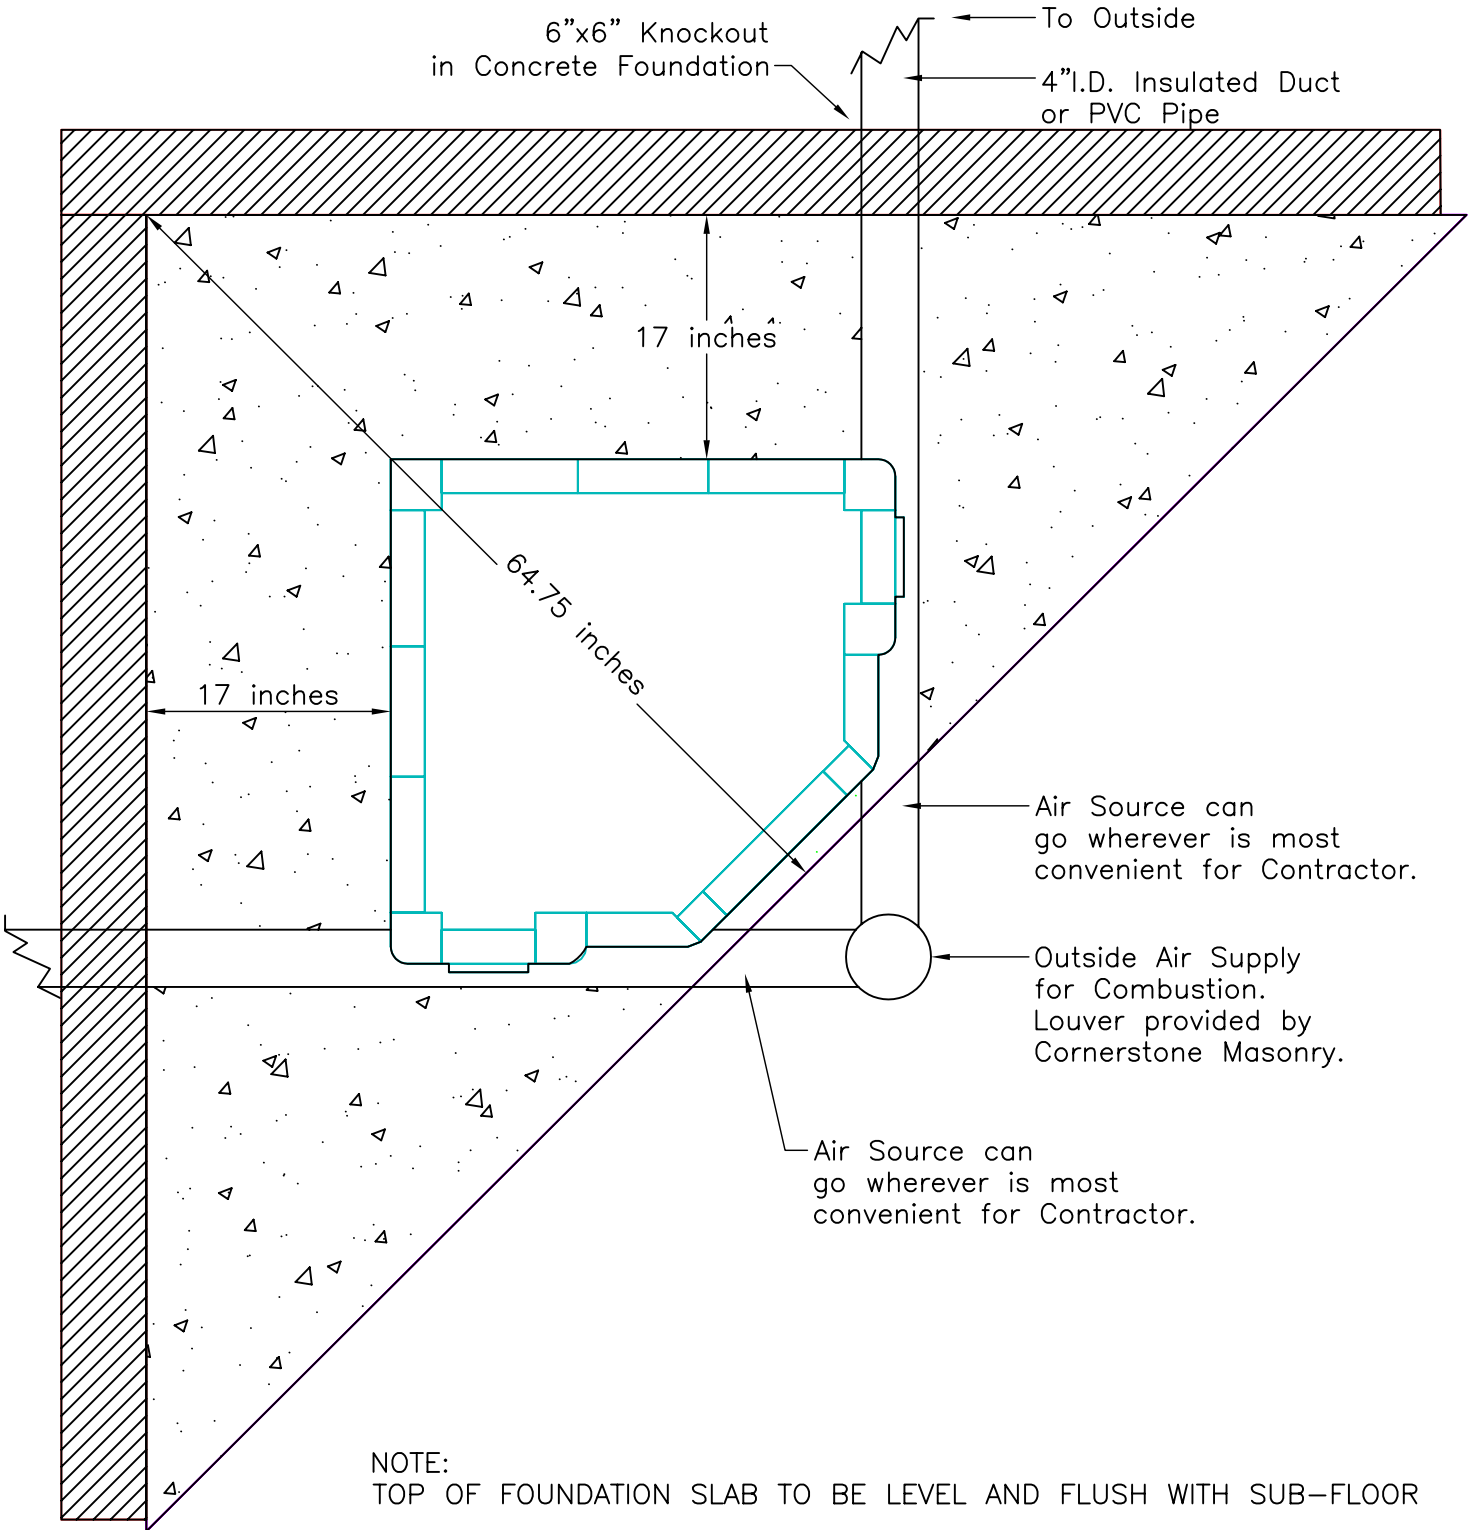 6”x6” Knockout
in Concrete Foundation
To Outside
4”I.D. Insulated Duct
or PVC Pipe
17 inches
64.75 inches
17 inches
Air Source can
go wherever is most
convenient for Contractor.
Outside Air Supply
for Combustion.
Louver provided by
Cornerstone Masonry.
Air Source can
go wherever is most
convenient for Contractor.
NOTE:
TOP OF FOUNDATION SLAB TO BE LEVEL AND FLUSH WITH SUB-FLOOR